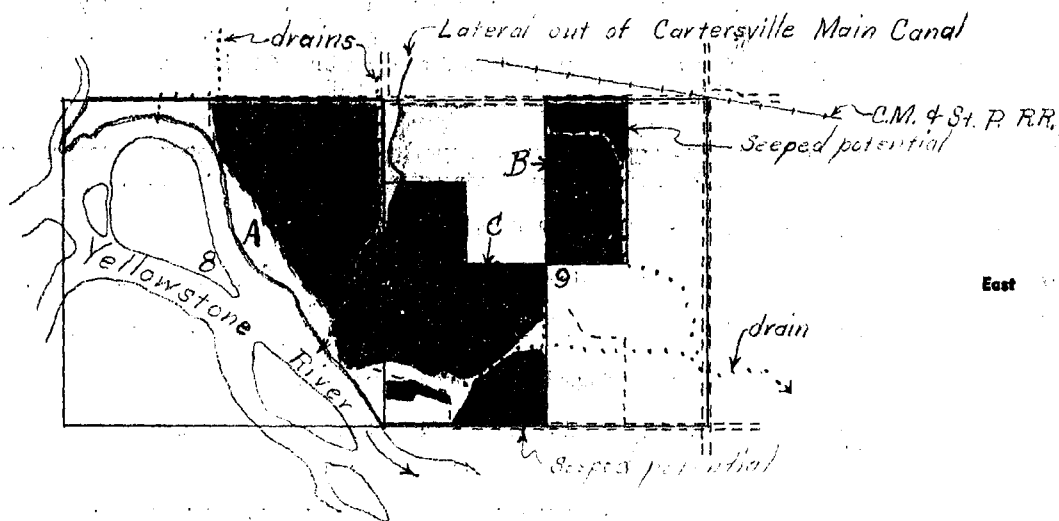 drains
Lateral out of Cartersville Main Canal
C.M. & St. P. RR.
Seeped potential
B
C
A
8
9
East
Yellowstone
River
drain
Seeped potential